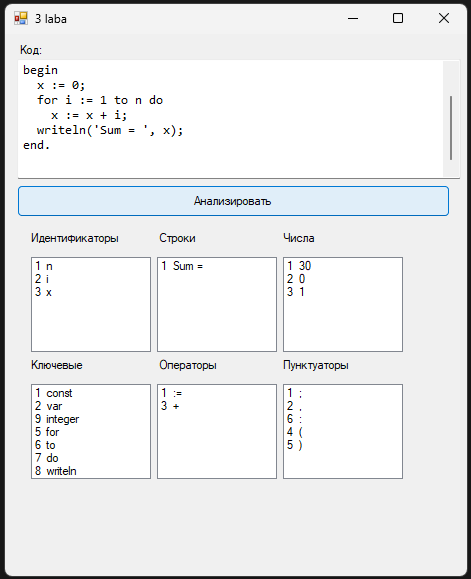 3 laba
Код:
begin
  x := 0;
  for i := 1 to n do
    x := x + i;
  writeln('Sum = ', x);
end.
Анализировать
Идентификаторы
1 n
2 i
3 x
Строки
1 Sum =
Числа
1 30
2 0
3 1
Ключевые
1 const
2 var
9 integer
5 for
6 to
7 do
8 writeln
Операторы
1 :=
3 +
Пунктуаторы
1 ;
2 ,
6 :
4 (
5 )